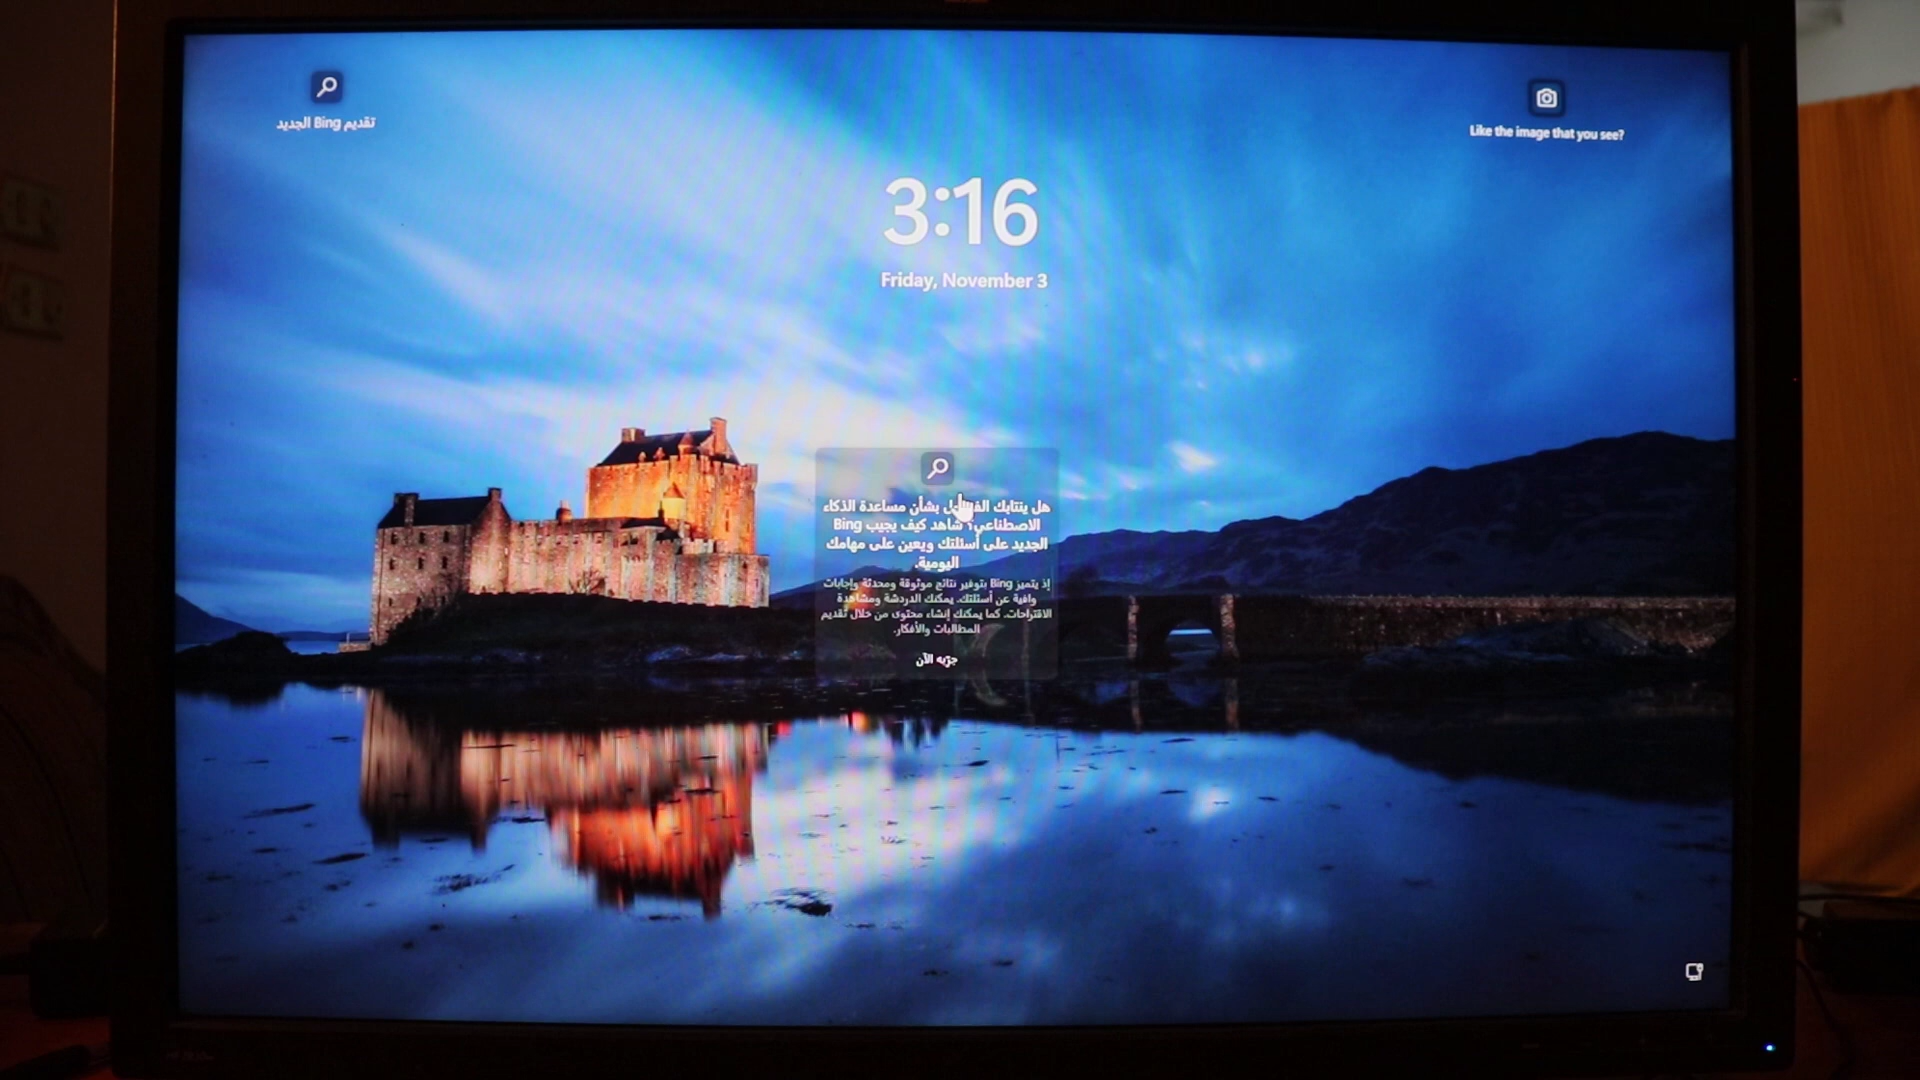 تقديم Bing الجديد
Like the image that you see?
3:16
Friday, November 3
هل ينتابك الفضول بشأن مساعدة الذكاء
الاصطناعي؟ شاهد كيف يجيب Bing
الجديد على أسئلتك ويعين على مهامك
اليومية.
إذ يتميز Bing بتوفير نتائج موثوقة ومحدثة وإجابات
وافية عن أسئلتك. يمكنك الدردشة ومشاهدة
الاقتراحات. كما يمكنك إنشاء محتوى من خلال تقديم
المطالبات والأفكار.
جرّبه الآن